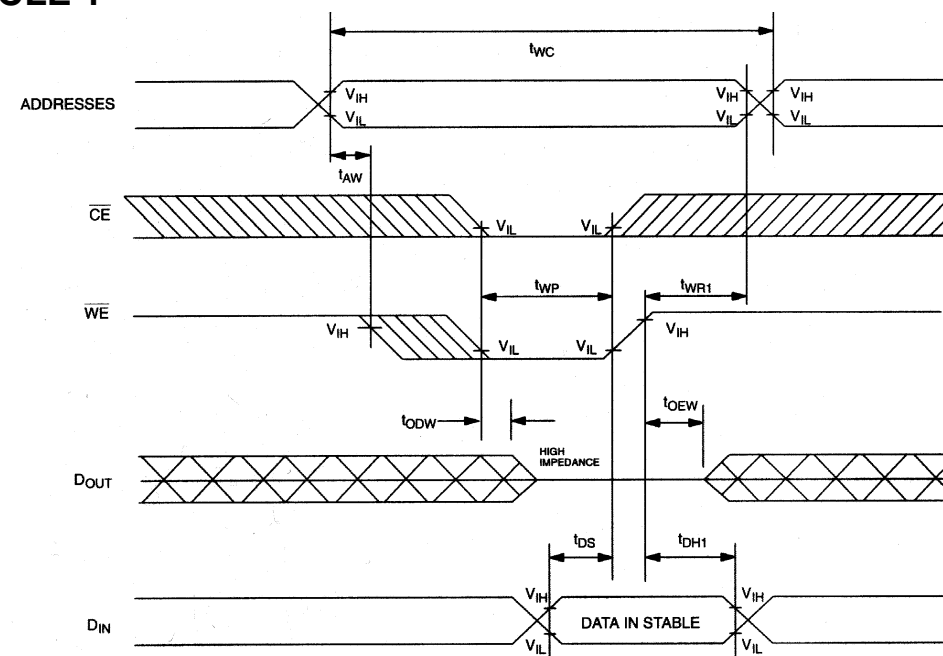 tWC
ADDRESSES
VIH
VIL
VIH
VIL
VIH
VIL
tAW
CE
VIL
VIL
tWP
tWR1
WE
VIH
VIL
VIL
VIH
tODW
tOEW
HIGH
IMPEDANCE
DOUT
tDS
tDH1
VIH
VIH
DIN
DATA IN STABLE
VIL
VIL